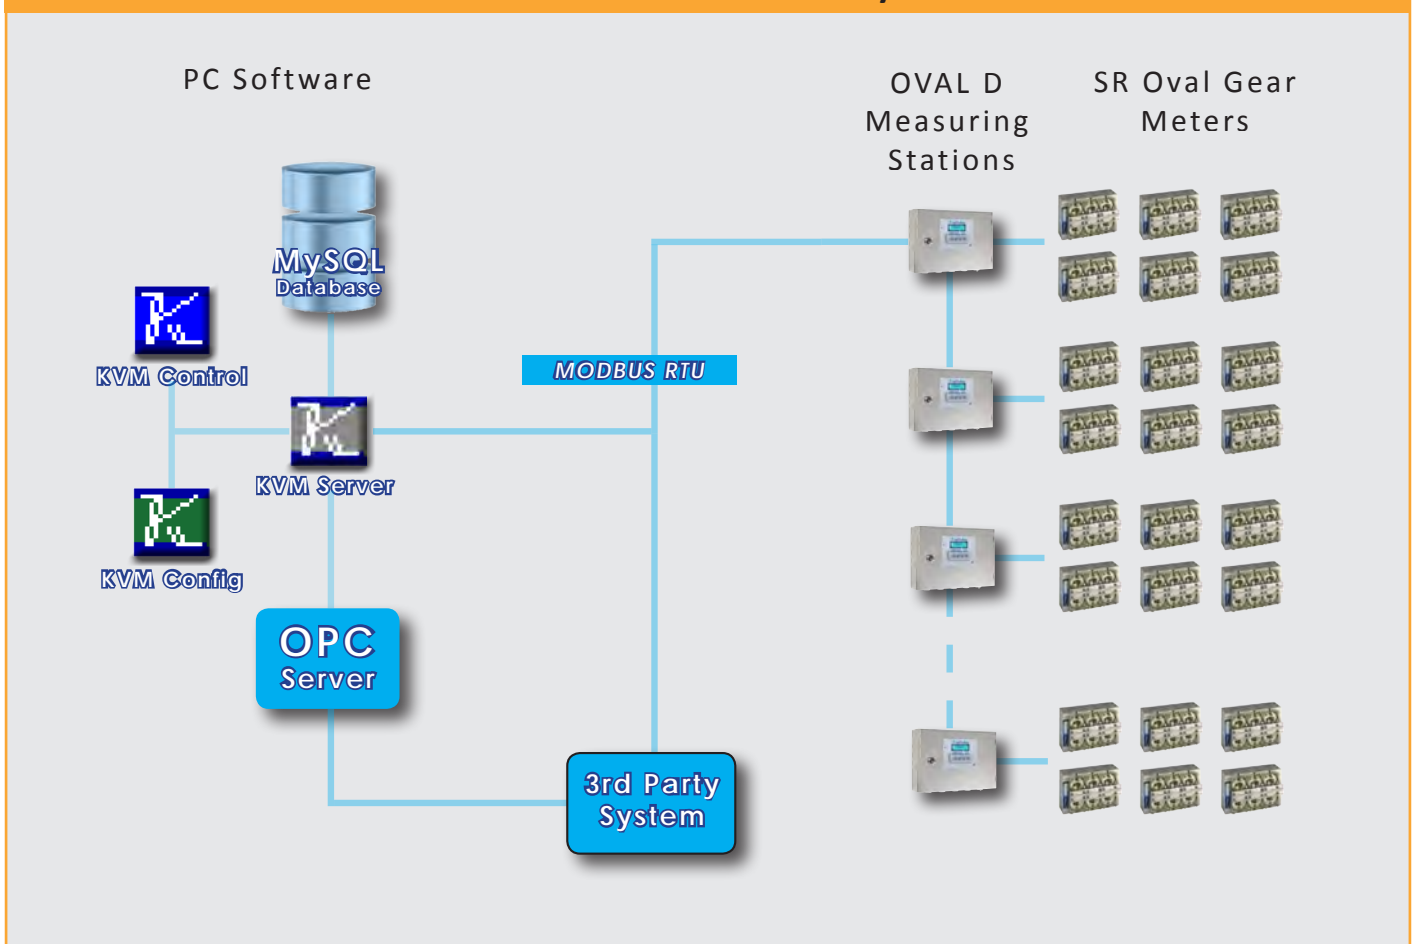 PC Software
OVAL D
Measuring
Stations
SR Oval Gear
Meters
MySQL
Database
KVM Control
MODBUS RTU
KVM Server
KVM Config
OPC
Server
3rd Party
System